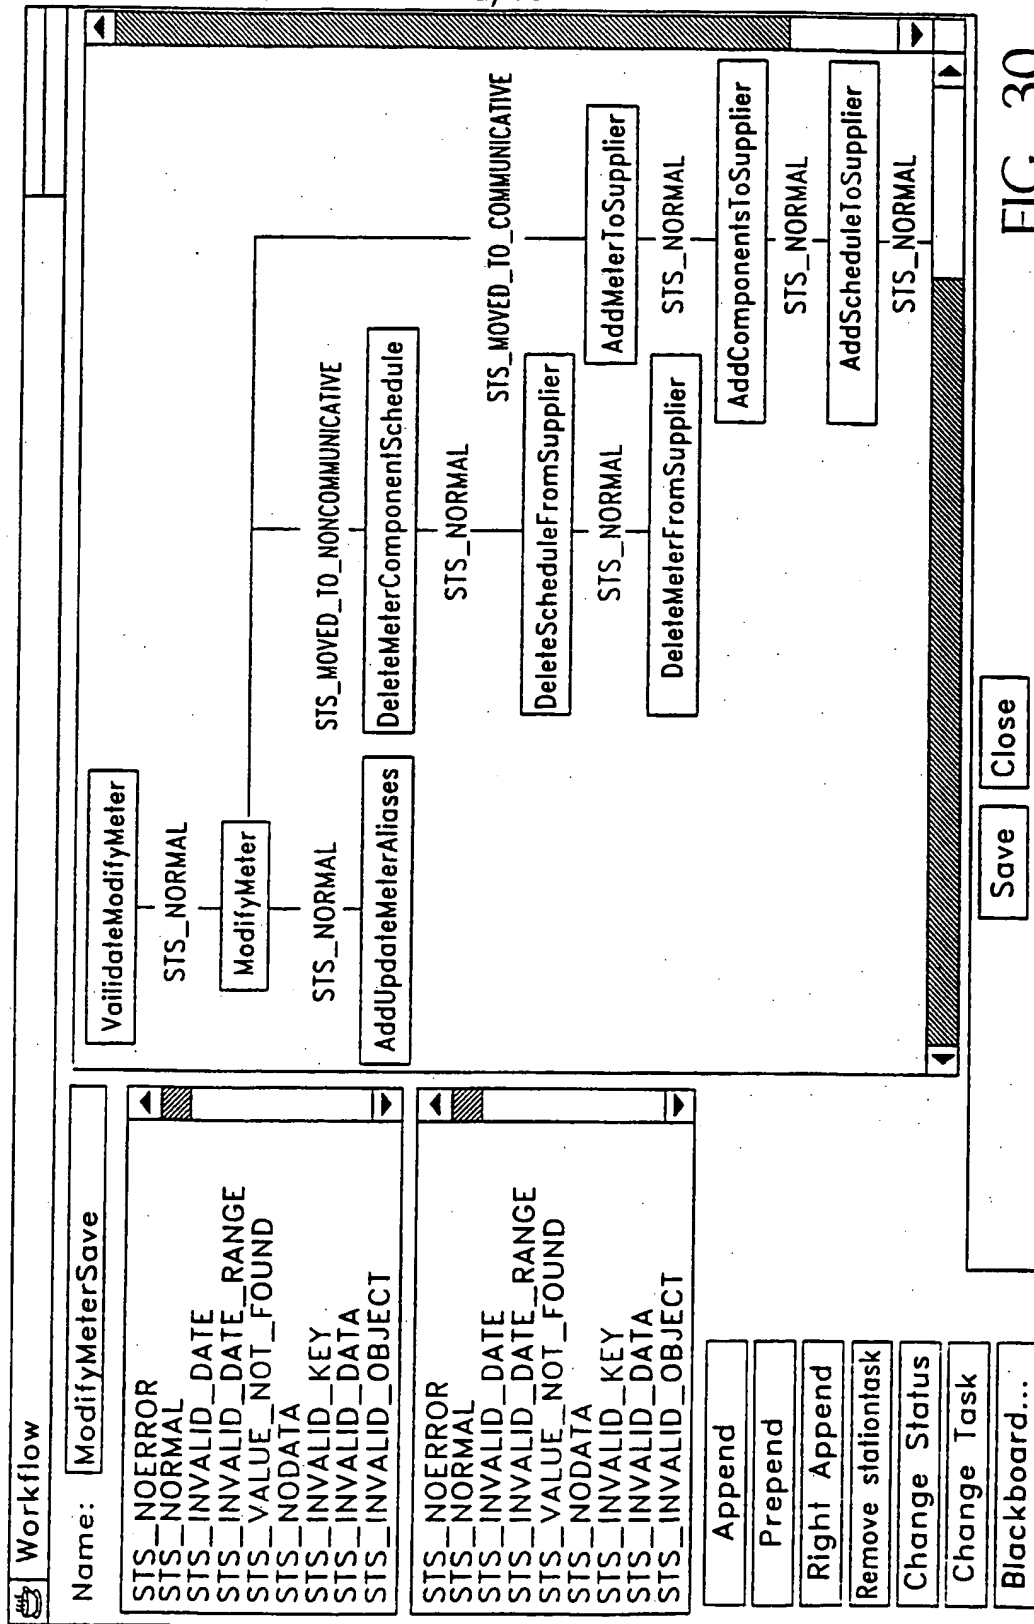 Workflow
Name: ModifyMeterSave
STS_NOERROR
STS_NORMAL
STS_INVALID_DATE
STS_INVALID_DATE_RANGE
STS_VALUE_NOT_FOUND
STS_NODATA
STS_INVALID_KEY
STS_INVALID_DATA
STS_INVALID_OBJECT
STS_NOERROR
STS_NORMAL
STS_INVALID_DATE
STS_INVALID_DATE_RANGE
STS_VALUE_NOT_FOUND
STS_NODATA
STS_INVALID_KEY
STS_INVALID_DATA
STS_INVALID_OBJECT
Append
Prepend
Right Append
Remove stationtask
Change Status
Change Task
Blackboard...
VailidateModifyMeter
STS_NORMAL
ModifyMeter
STS_NORMAL
AddUpdateMeterAliases
STS_MOVED_TO_NONCOMMUNICATIVE
DeleteMeterComponentSchedule
STS_NORMAL
DeleteScheduleFromSupplier
STS_NORMAL
DeleteMeterFromSupplier
STS_MOVED_TO_COMMUNICATIVE
AddMeterToSupplier
STS_NORMAL
AddComponentsToSupplier
STS_NORMAL
AddScheduleToSupplier
STS_NORMAL
Save Close
FIG. 30